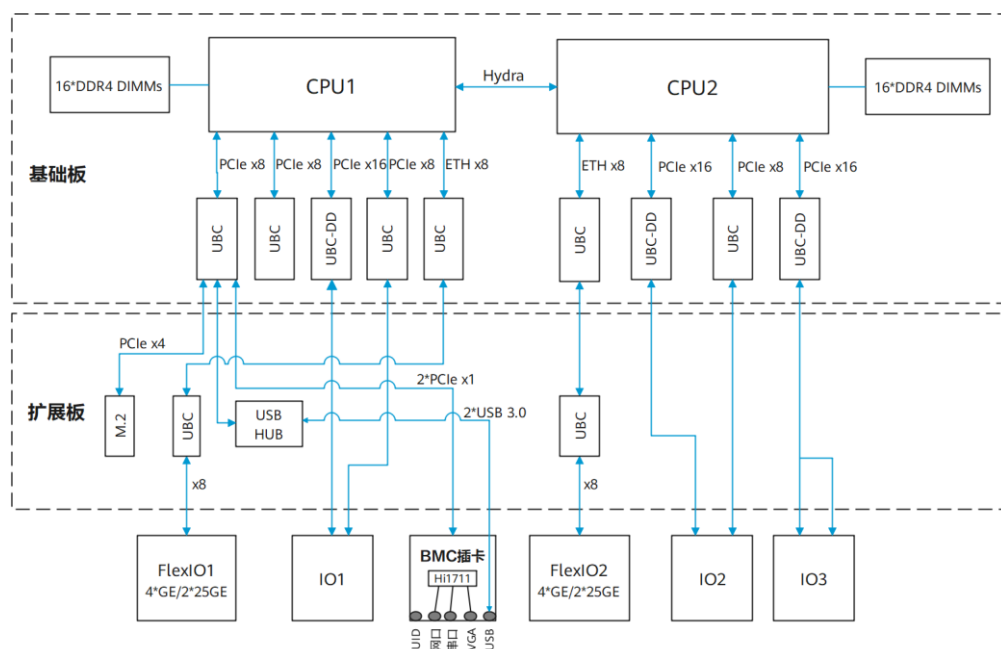 CPU1
Hydra
CPU2
16*DDR4 DIMMs
16*DDR4 DIMMs
基础板
PCIe x8
PCIe x8
PCIe x16
PCIe x8
ETH x8
ETH x8
PCIe x16
PCIe x8
PCIe x16
UBC
UBC
UBC-DD
UBC
UBC
UBC
UBC-DD
UBC
UBC-DD
扩展板
PCIe x4
2*PCIe x1
2*USB 3.0
M.2
UBC
USB
HUB
UBC
x8
x8
FlexIO1
4*GE/2*25GE
IO1
BMC插卡
Hi1711
UID
网口
串口
VGA
USB
FlexIO2
4*GE/2*25GE
IO2
IO3